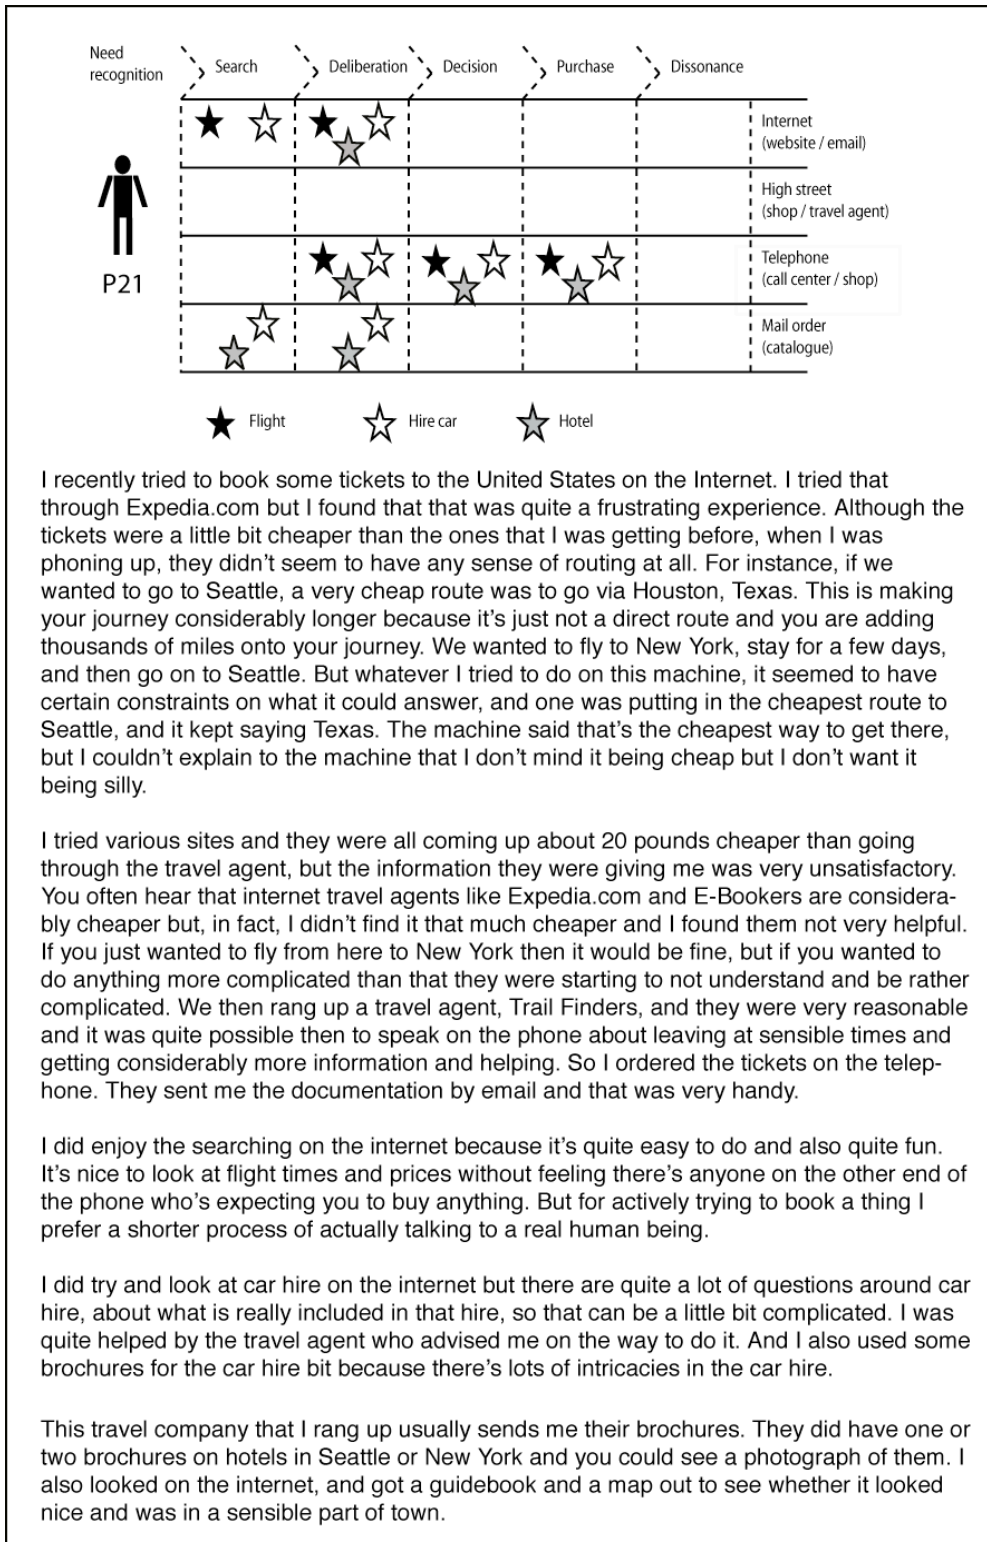 Need
recognition
Search
Deliberation
Decision
Purchase
Dissonance
Internet
(website / email)
High street
(shop / travel agent)
P21
Telephone
(call center / shop)
Mail order
(catalogue)
Flight
Hire car
Hotel
I recently tried to book some tickets to the United States on the Internet. I tried that
through Expedia.com but I found that that was quite a frustrating experience. Although the
tickets were a little bit cheaper than the ones that I was getting before, when I was
phoning up, they didn’t seem to have any sense of routing at all. For instance, if we
wanted to go to Seattle, a very cheap route was to go via Houston, Texas. This is making
your journey considerably longer because it’s just not a direct route and you are adding
thousands of miles onto your journey. We wanted to fly to New York, stay for a few days,
and then go on to Seattle. But whatever I tried to do on this machine, it seemed to have
certain constraints on what it could answer, and one was putting in the cheapest route to
Seattle, and it kept saying Texas. The machine said that’s the cheapest way to get there,
but I couldn’t explain to the machine that I don’t mind it being cheap but I don’t want it
being silly.
I tried various sites and they were all coming up about 20 pounds cheaper than going
through the travel agent, but the information they were giving me was very unsatisfactory.
You often hear that internet travel agents like Expedia.com and E-Bookers are considera-
bly cheaper but, in fact, I didn’t find it that much cheaper and I found them not very helpful.
If you just wanted to fly from here to New York then it would be fine, but if you wanted to
do anything more complicated than that they were starting to not understand and be rather
complicated. We then rang up a travel agent, Trail Finders, and they were very reasonable
and it was quite possible then to speak on the phone about leaving at sensible times and
getting considerably more information and helping. So I ordered the tickets on the telep-
hone. They sent me the documentation by email and that was very handy.
I did enjoy the searching on the internet because it’s quite easy to do and also quite fun.
It’s nice to look at flight times and prices without feeling there’s anyone on the other end of
the phone who’s expecting you to buy anything. But for actively trying to book a thing I
prefer a shorter process of actually talking to a real human being.
I did try and look at car hire on the internet but there are quite a lot of questions around car
hire, about what is really included in that hire, so that can be a little bit complicated. I was
quite helped by the travel agent who advised me on the way to do it. And I also used some
brochures for the car hire bit because there’s lots of intricacies in the car hire.
This travel company that I rang up usually sends me their brochures. They did have one or
two brochures on hotels in Seattle or New York and you could see a photograph of them. I
also looked on the internet, and got a guidebook and a map out to see whether it looked
nice and was in a sensible part of town.